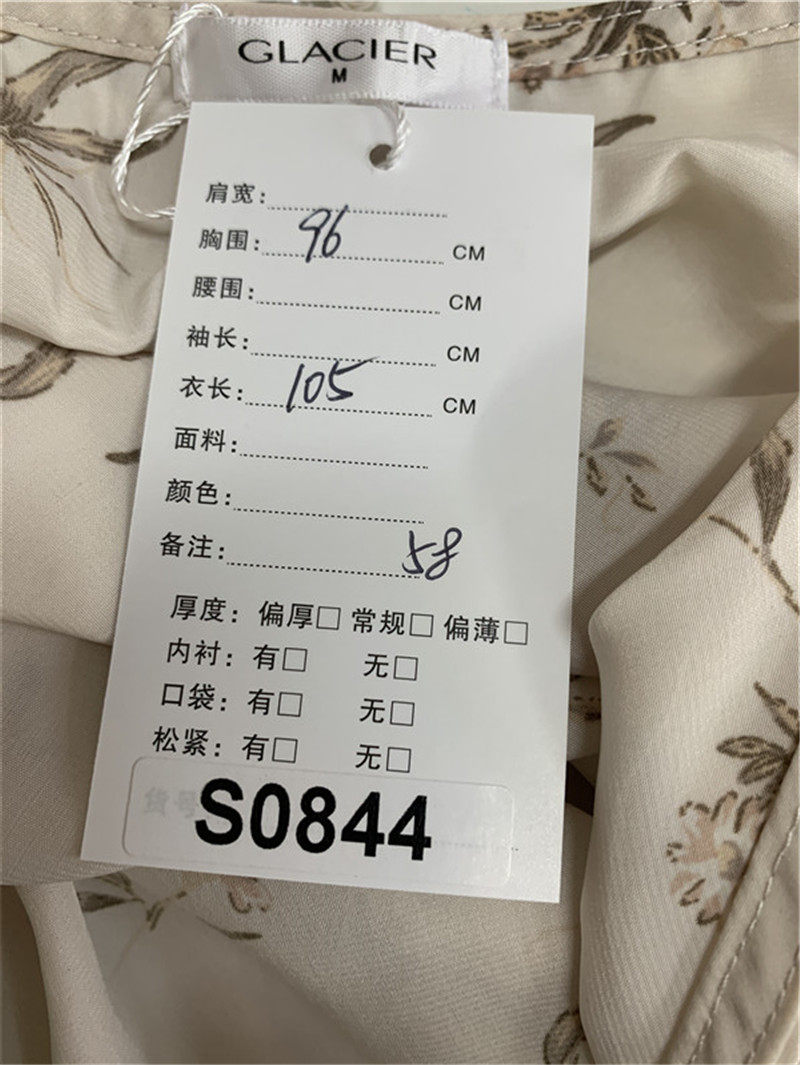 GLACIER
M
肩宽:
胸围: 96 CM
腰围: CM
袖长: CM
衣长: 105 CM
面料:
颜色:
备注: 58
厚度: 偏厚□ 常规□ 偏薄□
内衬: 有□ 无□
口袋: 有□ 无□
松紧: 有□ 无□
货号 S0844